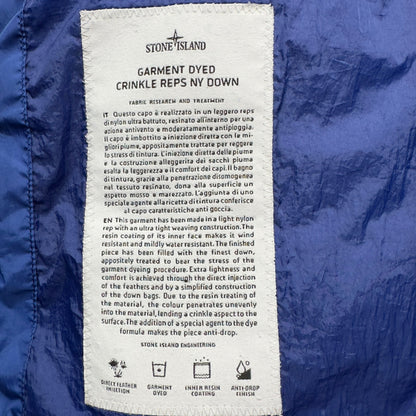 STONE ISLAND
GARMENT DYED
CRINKLE REPS NY DOWN
FABRIC RESEARCH AND TREATMENT
IT Questo capo è realizzato in un leggero reps
di nylon ultra battuto, resinato all'interno per una
azione antivento e moderatamente antipioggia.
Il capo è imbottito a iniezione diretta con le mi-
gliori piume, appositamente trattate per reggere
lo stress di tintura. L'iniezione diretta delle piume
e la costruzione alleggerita dei sacchi piuma
esalta la leggerezza e il comfort dei capi. Il bagno
di tintura, grazie alla penetrazione disomogenea
nel tessuto resinato, dona alla superficie un
aspetto mosso e marezzato. L'aggiunta di uno
speciale agente alla ricetta di tintura conferisce
al capo caratteristiche anti goccia.
EN This garment has been made in a light nylon
rep with an ultra tight weaving construction. The
resin coating of its inner face makes it wind
resistant and mildly water resistant. The finished
piece has been filled with the finest down,
appositely treated to bear the stress of the
garment dyeing procedure. Extra lightness and
comfort is achieved through the direct injection
of the feathers and by a simplified construction
of the down bags. Due to the resin treating of
the material, the colour penetrates unevenly
into the material, lending a crinkle aspect to the
surface. The addition of a special agent to the dye
formula makes the piece anti-drop.
STONE ISLAND ENGINEERING
DIRECT FEATHER INJECTION
GARMENT DYED
INNER RESIN COATING
ANTI DROP FINISH